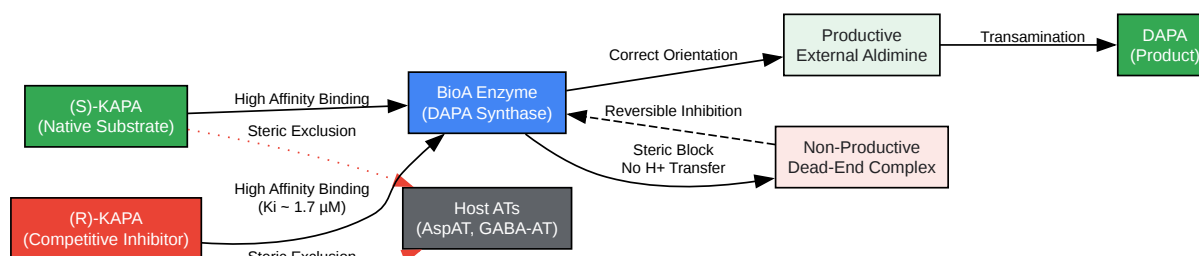 Productive
External Aldimine
Transamination
DAPA
(Product)
Correct Orientation
(S)-KAPA
(Native Substrate)
High Affinity Binding
BioA Enzyme
(DAPA Synthase)
Reversible Inhibition
Steric Exclusion
Steric Block
No H+ Transfer
Non-Productive
Dead-End Complex
High Affinity Binding
(Ki ~ 1.7 µM)
Host ATs
(AspAT, GABA-AT)
(R)-KAPA
(Competitive Inhibitor)
Steric Exclusion